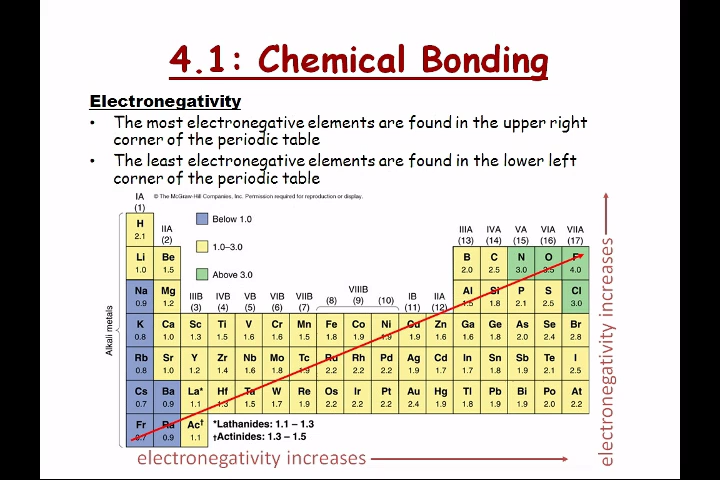 4.1: Chemical Bonding
Electronegativity
• The most electronegative elements are found in the upper right
corner of the periodic table
• The least electronegative elements are found in the lower left
corner of the periodic table
IA © The McGraw-Hill Companies, Inc. Permission required for reproduction or display.
(1)
H
2.1
IIA
(2)
Below 1.0
1.0–3.0
Above 3.0
IIIA IVA VA VIA VIIA
(13) (14) (15) (16) (17)
Li Be B C N O F
1.0 1.5 2.0 2.5 3.0 3.5 4.0
IIIB IVB VB VIB VIIB VIIIB IB IIA
(3) (4) (5) (6) (7) (8) (9) (10) (11) (12)
Na Mg Al Si P S Cl
0.9 1.2 1.5 1.8 2.1 2.5 3.0
K Ca Sc Ti V Cr Mn Fe Co Ni Cu Zn Ga Ge As Se Br
0.8 1.0 1.3 1.5 1.6 1.6 1.5 1.8 1.9 1.9 1.9 1.6 1.6 1.8 2.0 2.4 2.8
Rb Sr Y Zr Nb Mo Tc Ru Rh Pd Ag Cd In Sn Sb Te I
0.8 1.0 1.2 1.4 1.6 1.8 1.9 2.2 2.2 2.2 1.9 1.7 1.7 1.8 1.9 2.1 2.5
Cs Ba La* Hf Ta W Re Os Ir Pt Au Hg Tl Pb Bi Po At
0.7 0.9 1.1 1.3 1.5 1.7 1.9 2.2 2.2 2.2 2.4 1.9 1.8 1.9 1.9 2.0 2.2
Fr Ra Ac†
0.7 0.9 1.1
*Lathanides: 1.1 – 1.3
†Actinides: 1.3 – 1.5
Alkali metals
electronegativity increases
electronegativity increases